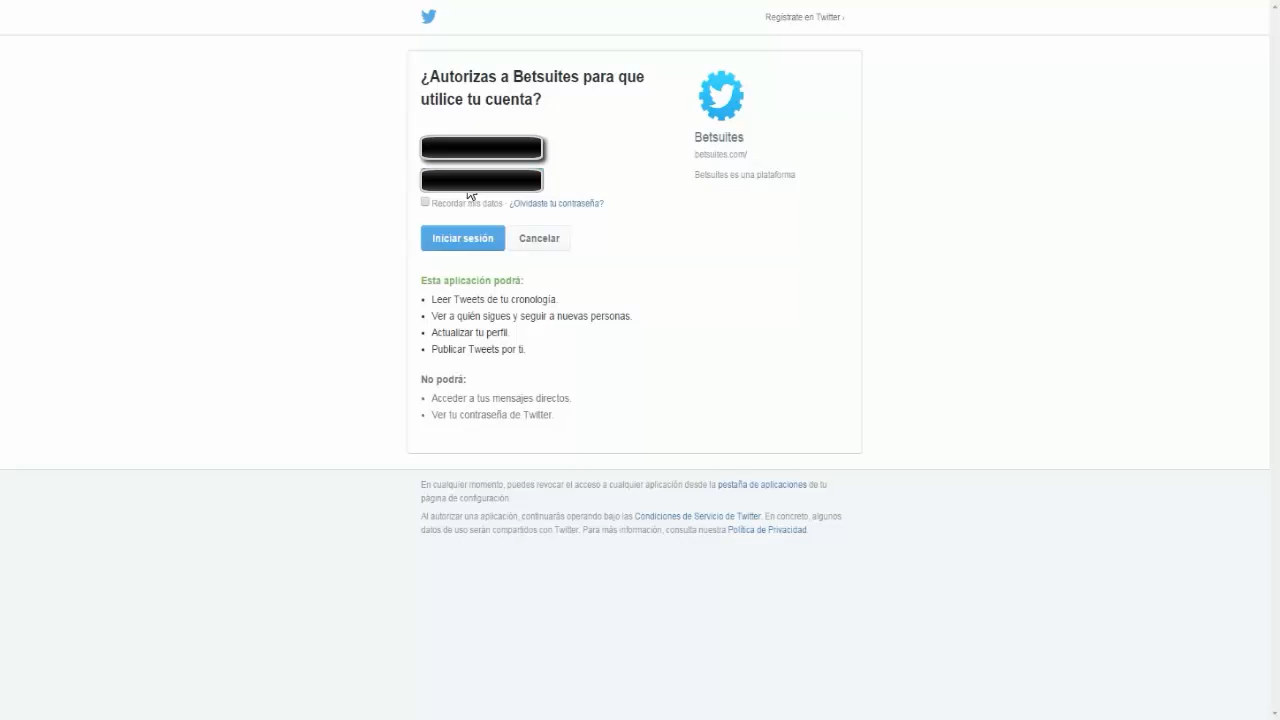 Regístrate en Twitter ›
¿Autorizas a Betsuites para que
utilice tu cuenta?
Betsuites
betsuites.com/
Betsuites es una plataforma
Recordar mis datos · ¿Olvidaste tu contraseña?
Iniciar sesión
Cancelar
Esta aplicación podrá:
• Leer Tweets de tu cronología.
• Ver a quién sigues y seguir a nuevas personas.
• Actualizar tu perfil.
• Publicar Tweets por ti.
No podrá:
• Acceder a tus mensajes directos.
• Ver tu contraseña de Twitter.
En cualquier momento, puedes revocar el acceso a cualquier aplicación desde la pestaña de aplicaciones de tu
página de configuración
Al autorizar una aplicación, continuarás operando bajo las Condiciones de Servicio de Twitter. En concreto, algunos
datos de uso serán compartidos con Twitter. Para más información, consulta nuestra Política de Privacidad.